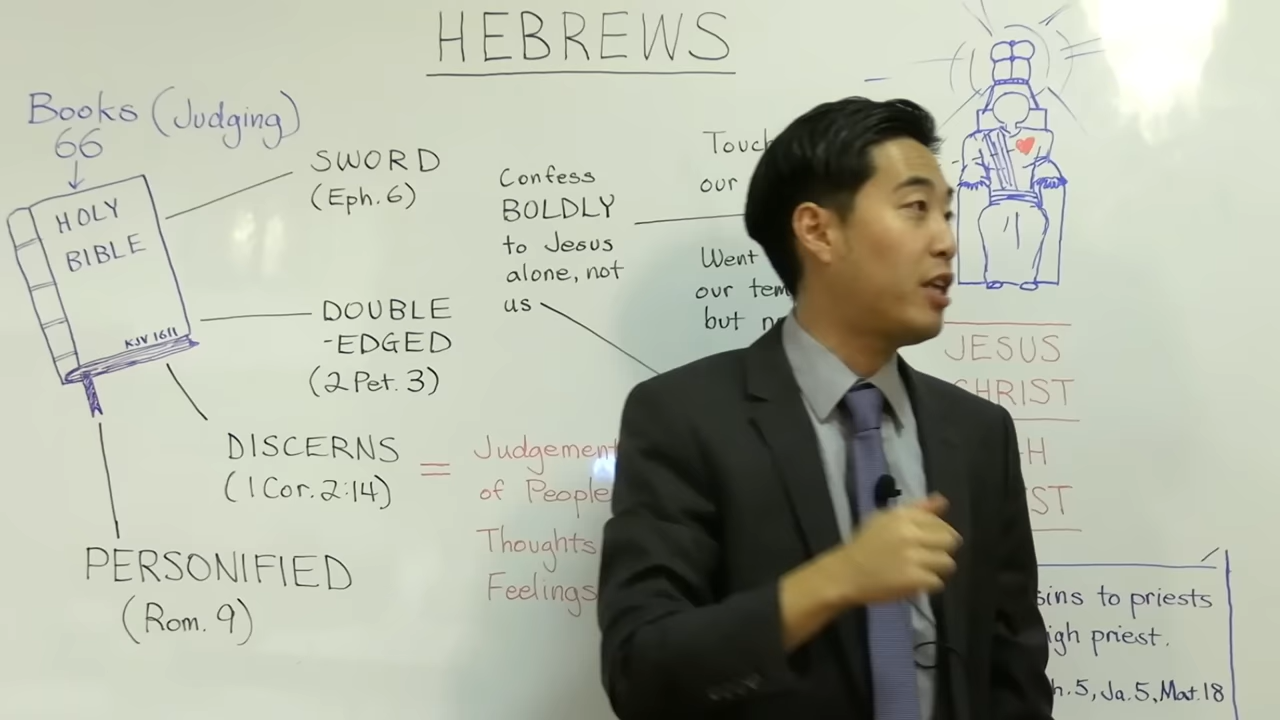 HEBREWS
Books (Judging)
66
HOLY
BIBLE
KJV 1611
SWORD
(Eph. 6)
DOUBLE
-EDGED
(2 Pet. 3)
DISCERNS
(1 Cor. 2:14)
PERSONIFIED
(Rom. 9)
=
Judgement
of People
Thoughts
Feelings
Confess
BOLDLY
to Jesus
alone, not
us
our
Went
our
but
JESUS
CHRIST
sins to priests
priest.
Ja. 5, Mat. 18